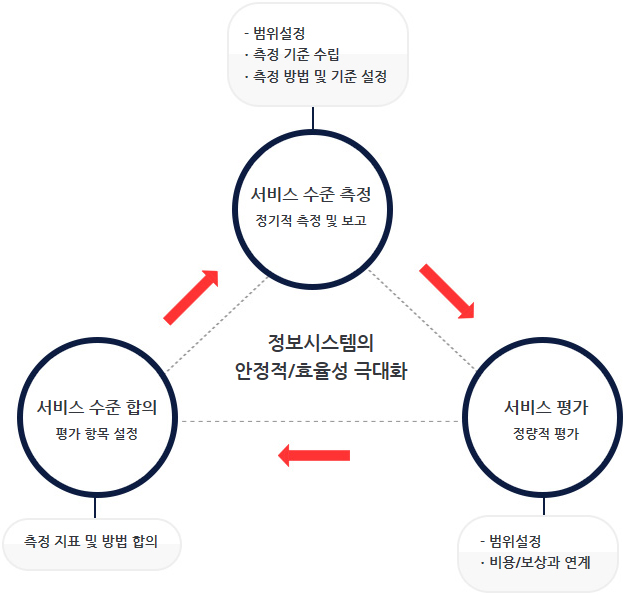 - 범위설정
· 측정 기준 수립
· 측정 방법 및 기준 설정
서비스 수준 측정
정기적 측정 및 보고
정보시스템의
안정적/효율성 극대화
서비스 수준 합의
평가 항목 설정
서비스 평가
정량적 평가
측정 지표 및 방법 합의
- 범위설정
· 비용/보상과 연계